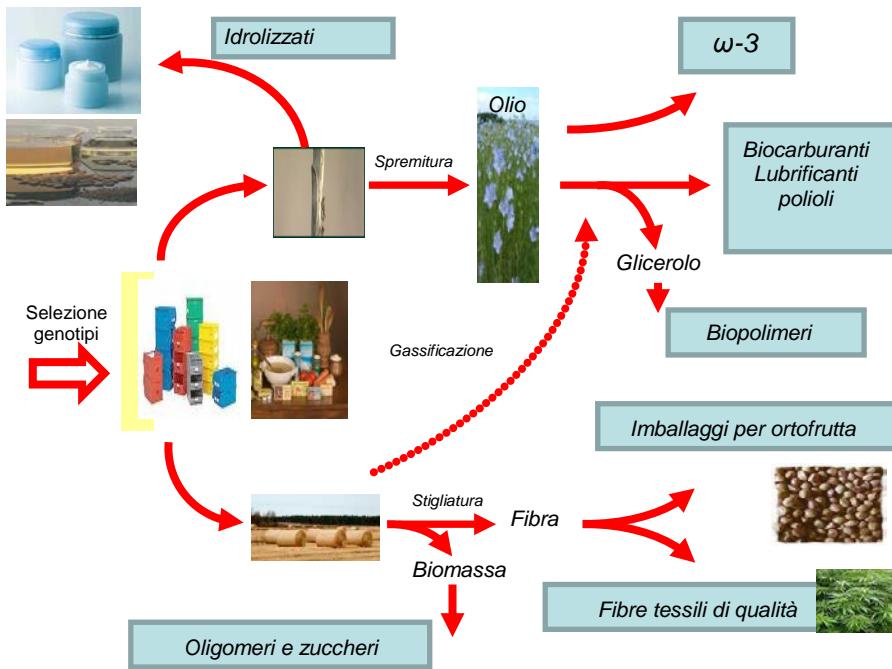 Idrolizzati
ω-3
Olio
Spremitura
Biocarburanti
Lubrificanti
polioli
Glicerolo
Selezione
genotipi
Biopolimeri
Gassificazione
Imballaggi per ortofrutta
Stigliatura
Fibra
Biomassa
Fibre tessili di qualità
Oligomeri e zuccheri